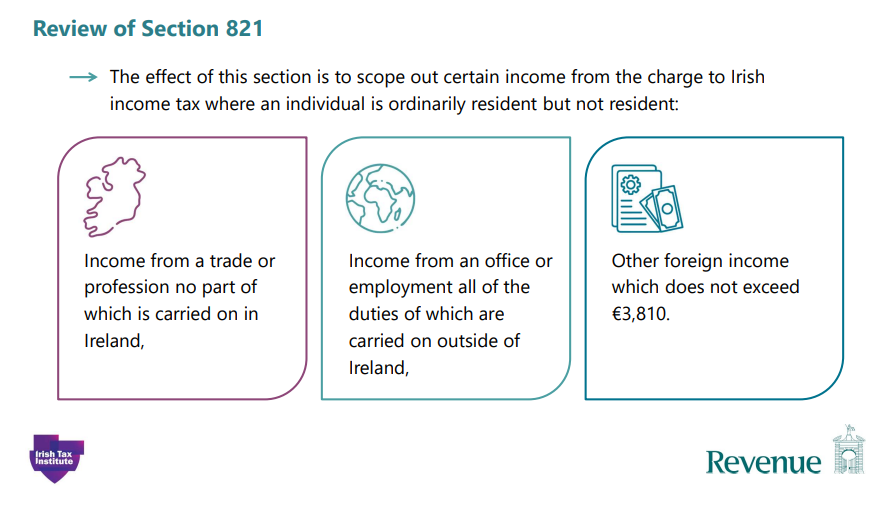 Review of Section 821
The effect of this section is to scope out certain income from the charge to Irish
income tax where an individual is ordinarily resident but not resident:
Income from a trade or
profession no part of
which is carried on in
Ireland,
Income from an office or
employment all of the
duties of which are
carried on outside of
Ireland,
Other foreign income
which does not exceed
€3,810.
Irish Tax
Institute
Revenue